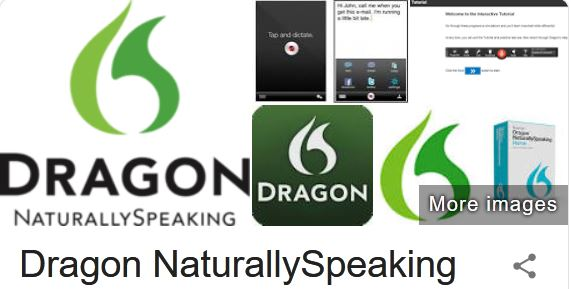 DRAGON
NATURALLYSPEAKING
Tap and dictate.
Hi John, call me when you
get this e-mail. I'm running
a little bit late.
Tutorial
Welcome to the Interactive Tutorial
DRAGON
Dragon
NaturallySpeaking
Home
More images
Dragon NaturallySpeaking